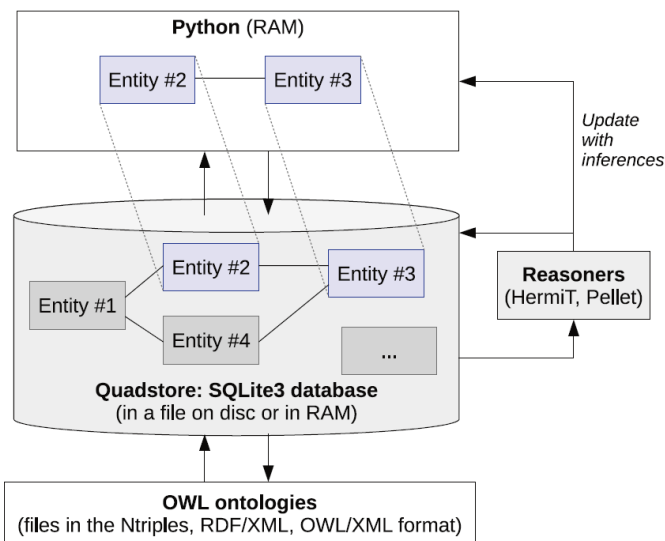 Python (RAM)
Entity #2
Entity #3
Update
with
inferences
Entity #2
Entity #3
Entity #1
Entity #4
...
Reasoners
(HermiT, Pellet)
Quadstore: SQLite3 database
(in a file on disc or in RAM)
OWL ontologies
(files in the Ntriples, RDF/XML, OWL/XML format)